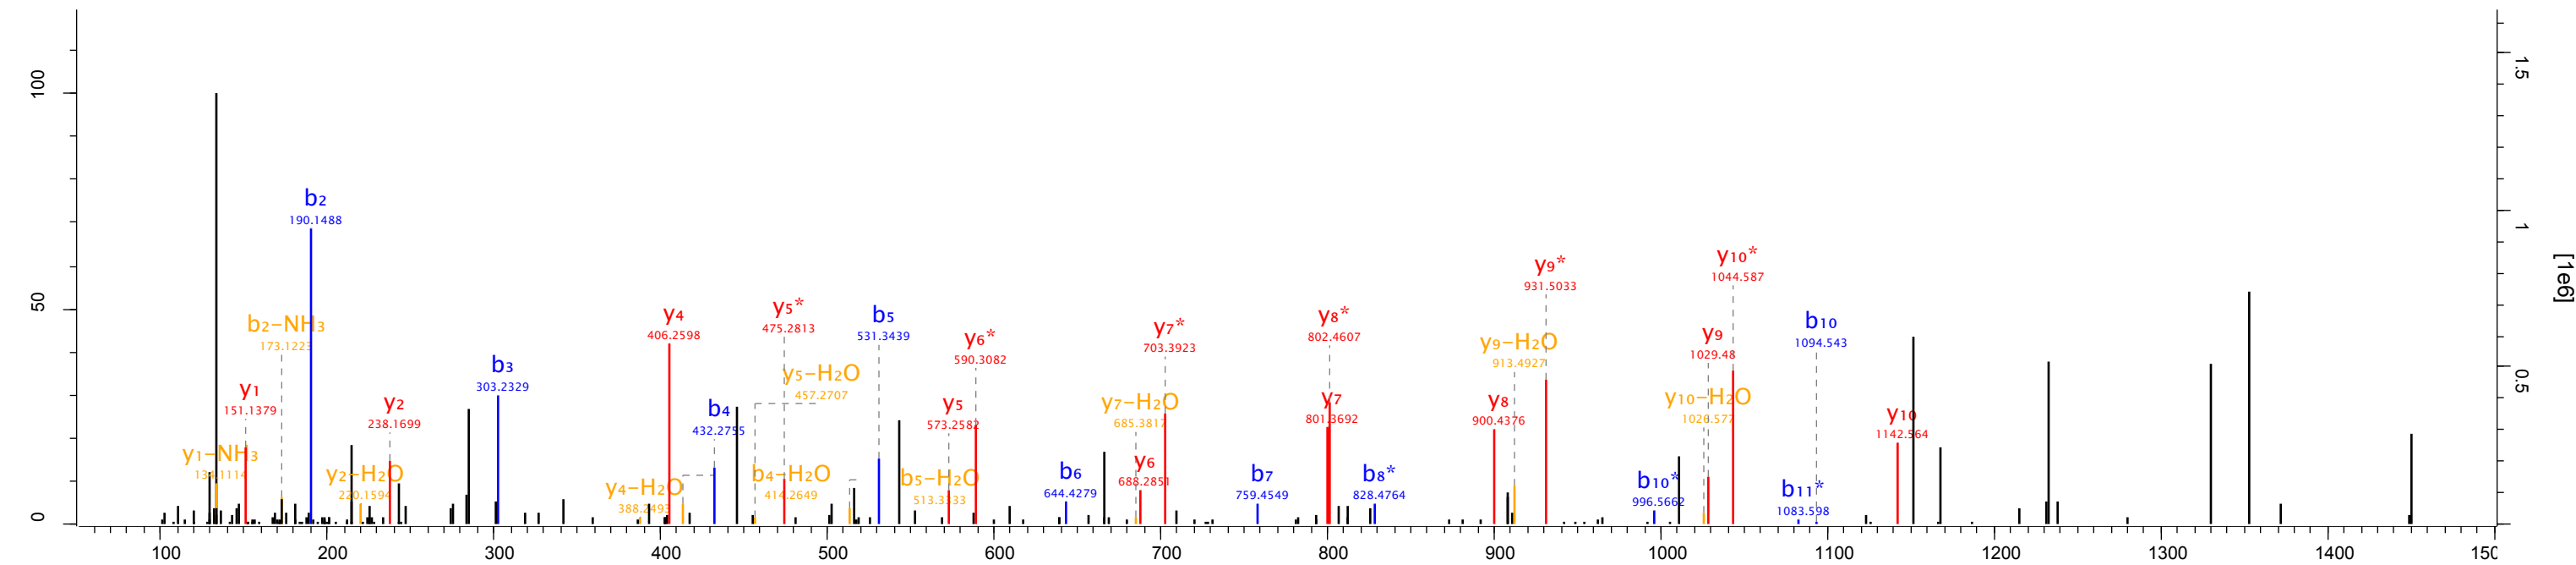 100
50
0
1.5
1
0.5
[1e6]
y1-NH3
134.1114
y1
151.1379
b2-NH3
173.1223
b2
190.1488
y2-H2O
220.1594
y2
238.1699
b3
303.2329
y4-H2O
388.2493
y4
406.2598
b4-H2O
414.2649
b4
432.2755
y5-H2O
457.2707
y5*
475.2813
b5-H2O
513.3333
b5
531.3439
y5
573.2582
y6*
590.3082
b6
644.4279
y7-H2O
685.3817
y6
688.2851
y7*
703.3923
b7
759.4549
y7
801.3692
y8*
802.4607
b8*
828.4764
y8
900.4376
y9-H2O
913.4927
y9*
931.5033
b10*
996.5662
y10-H2O
1026.577
y9
1029.48
y10*
1044.587
b11*
1083.598
b10
1094.543
y10
1142.564
100 200 300 400 500 600 700 800 900 1000 1100 1200 1300 1400 150